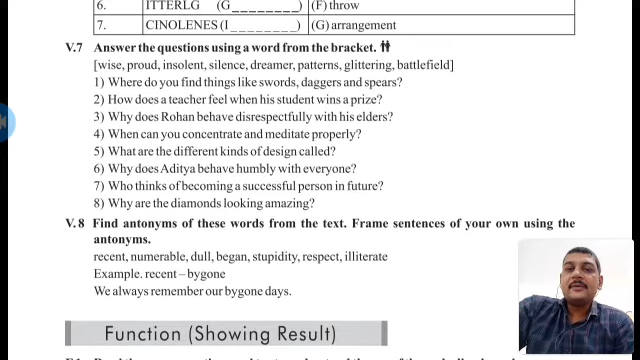 6. ITTERLG (G________) (F) throw
7. CINOLENES (I________) (G) arrangement
V.7 Answer the questions using a word from the bracket.
[wise, proud, insolent, silence, dreamer, patterns, glittering, battlefield]
1) Where do you find things like swords, daggers and spears?
2) How does a teacher feel when his student wins a prize?
3) Why does Rohan behave disrespectfully with his elders?
4) When can you concentrate and meditate properly?
5) What are the different kinds of design called?
6) Why does Aditya behave humbly with everyone?
7) Who thinks of becoming a successful person in future?
8) Why are the diamonds looking amazing?
V.8 Find antonyms of these words from the text. Frame sentences of your own using the
antonyms.
recent, numerable, dull, began, stupidity, respect, illiterate
Example. recent – bygone
We always remember our bygone days.
Function (Showing Result)